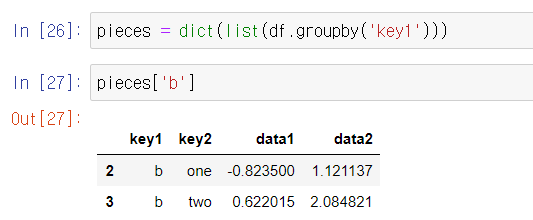 In [26]: pieces = dict(list(df.groupby('key1')))
In [27]: pieces['b']
Out[27]:
key1 key2 data1 data2
2 b one -0.823500 1.121137
3 b two 0.622015 2.084821